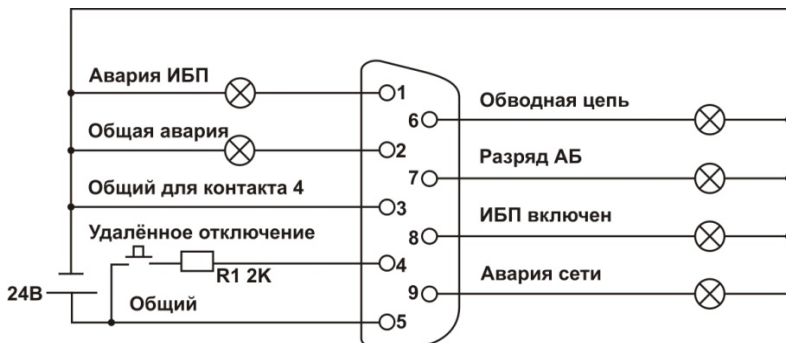 Авария ИБП
1
Обводная цепь
6
Общая авария
2
Разряд АБ
7
Общий для контакта 4
3
ИБП включен
8
Удалённое отключение
4
R1 2K
Авария сети
9
24В
Общий
5